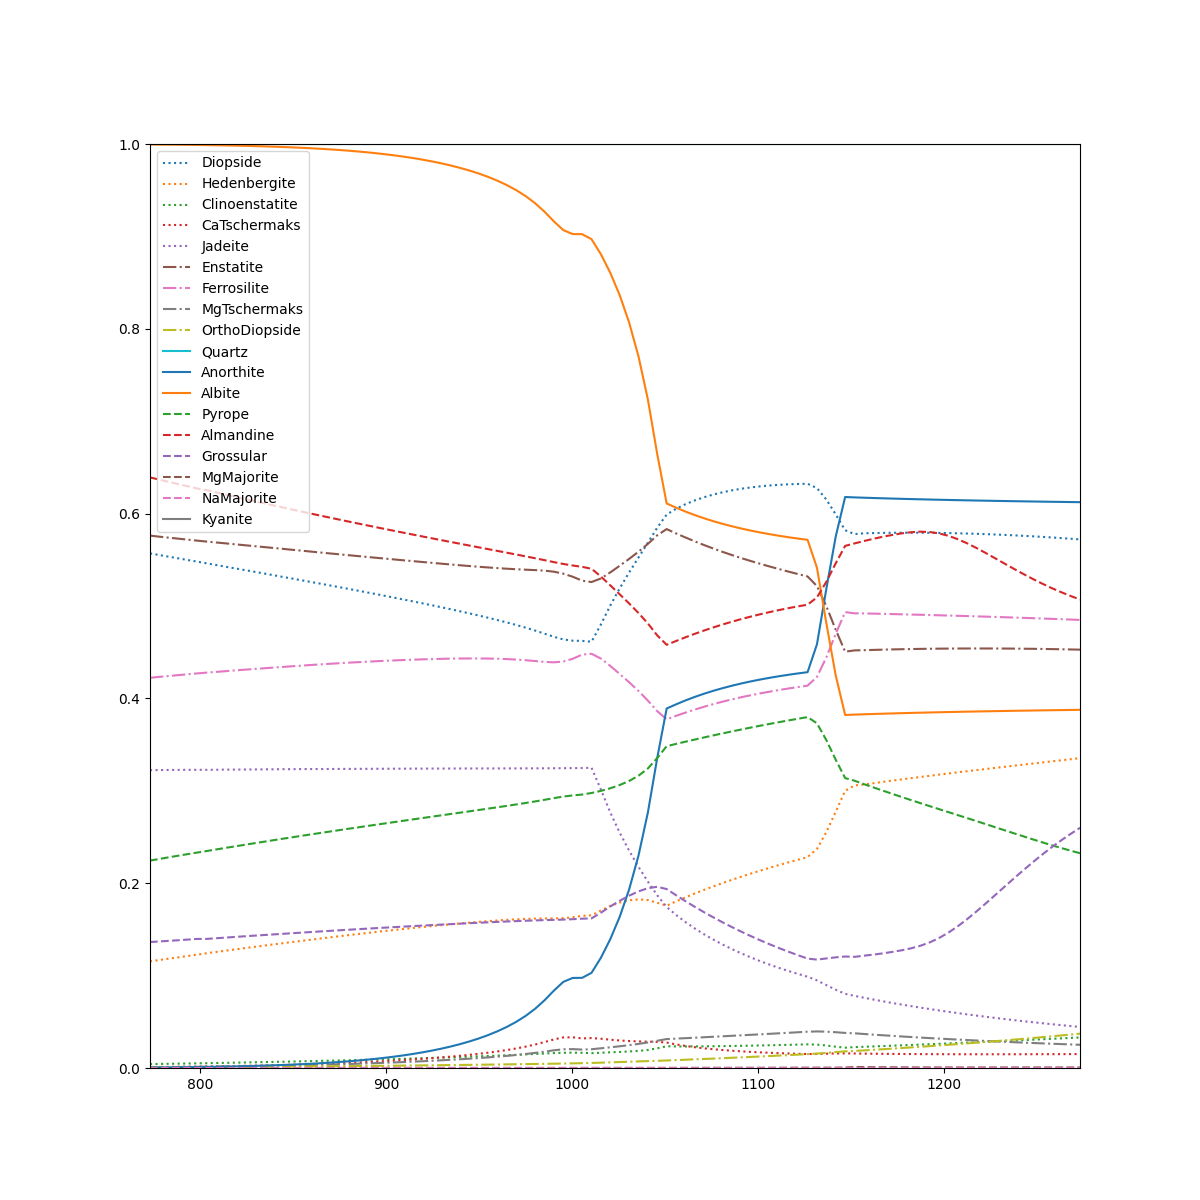 1.0
0.8
0.6
0.4
0.2
0.0
Diopside
Hedenbergite
Clinoenstatite
CaTschermaks
Jadeite
Enstatite
Ferrosilite
MgTschermaks
OrthoDiopside
Quartz
Anorthite
Albite
Pyrope
Almandine
Grossular
MgMajorite
NaMajorite
Kyanite
800 900 1000 1100 1200